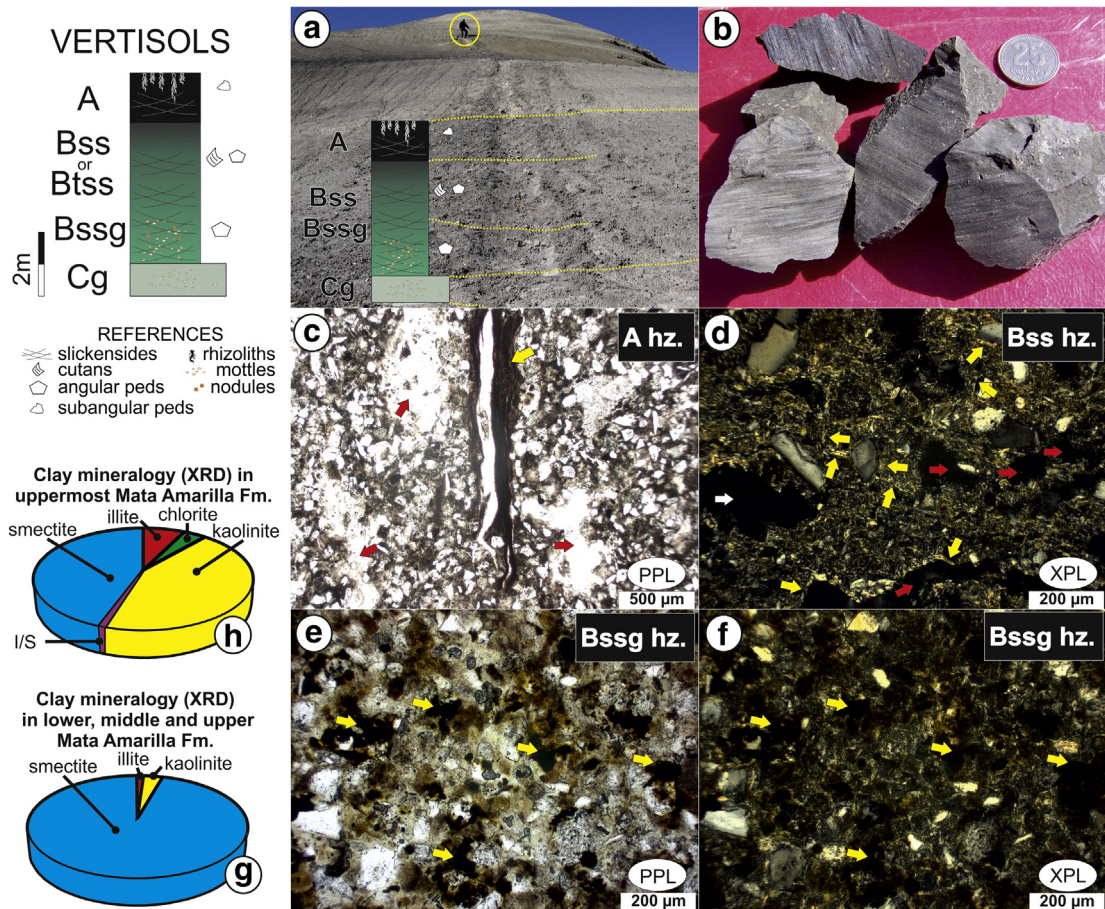 VERTISOLS
A
Bss
or
Btss
Bssg
Cg
2m
REFERENCES
slickensides
rhizoliths
cutans
mottles
angular peds
nodules
subangular peds
Clay mineralogy (XRD) in
uppermost Mata Amarilla Fm.
illite
chlorite
smectite
kaolinite
I/S
h
Clay mineralogy (XRD)
in lower, middle and upper
Mata Amarilla Fm.
illite
kaolinite
smectite
g
a
A
Bss
Bssg
Cg
b
25
c
A hz.
PPL
500 µm
d
Bss hz.
XPL
200 µm
e
Bssg hz.
PPL
200 µm
f
Bssg hz.
XPL
200 µm